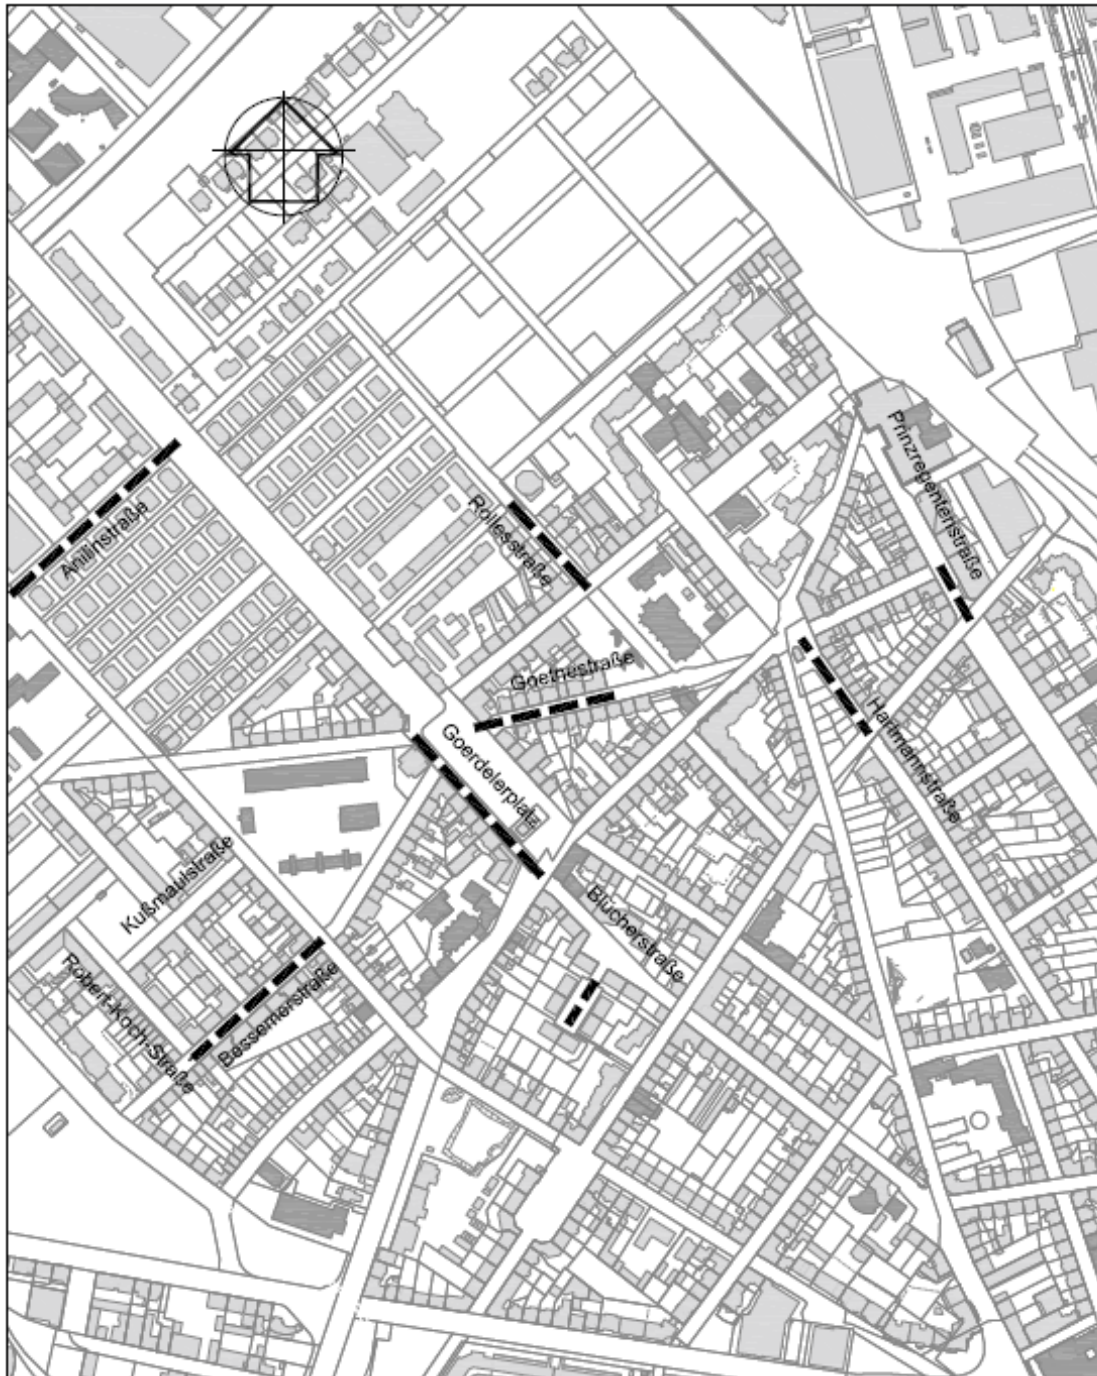 Prinzregentenstraße
Rollesstraße
Anilinstraße
Goethestraße
Hartmannstraße
Goerdelerplatz
Kußmaulstraße
Blücherstraße
Robert-Koch-Straße
Bessemerstraße